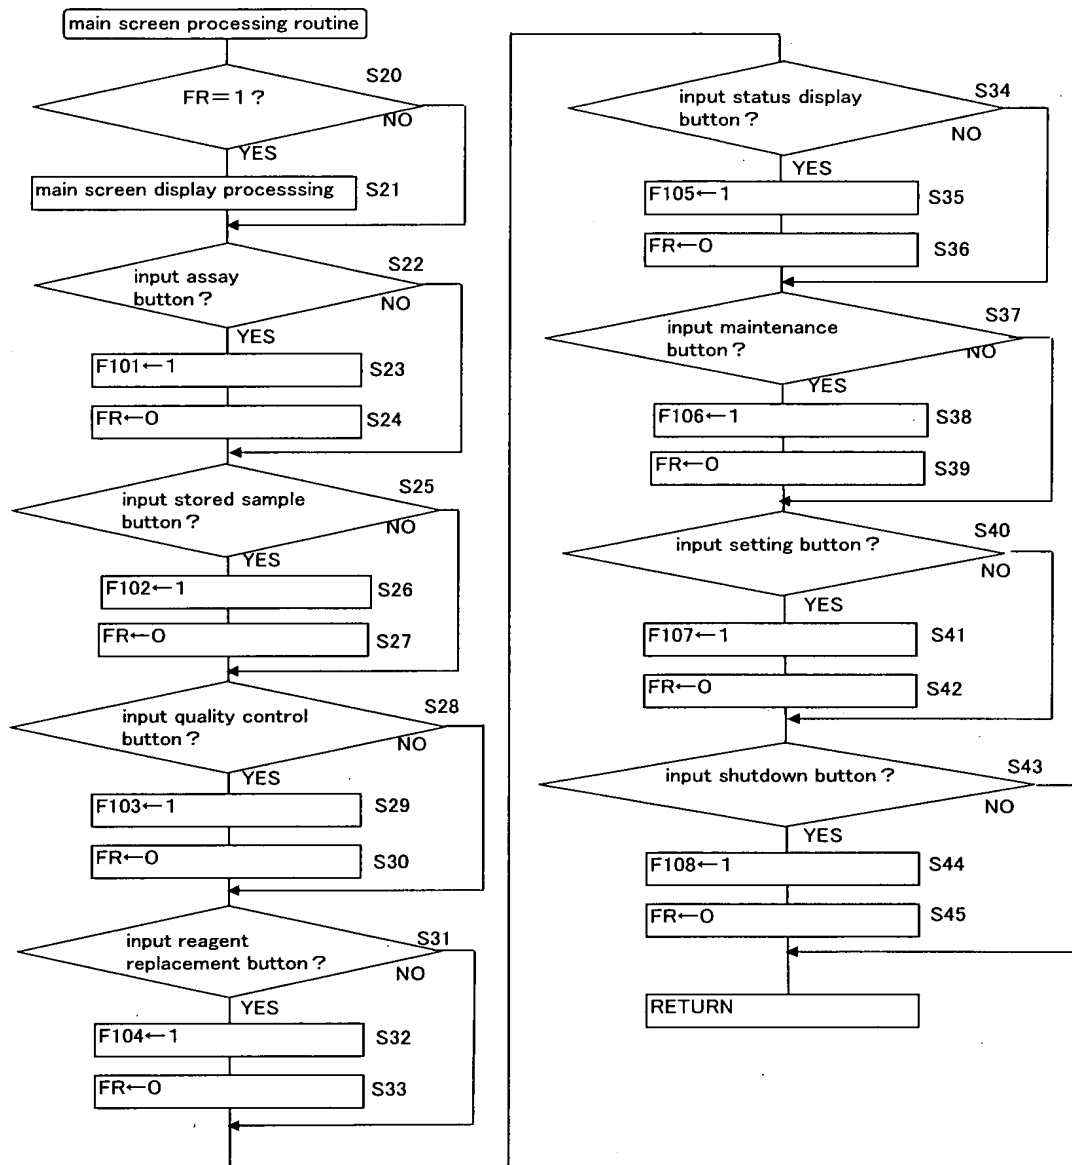 main screen processing routine
S20
FR=1?
NO
YES
main screen display processsing
S21
S22
input assay
button?
NO
YES
F101←1
S23
FR←0
S24
S25
input stored sample
button?
NO
YES
F102←1
S26
FR←0
S27
S28
input quality control
button?
NO
YES
F103←1
S29
FR←0
S30
S31
input reagent
replacement button?
NO
YES
F104←1
S32
FR←0
S33
S34
input status display
button?
NO
YES
F105←1
S35
FR←0
S36
S37
input maintenance
button?
NO
YES
F106←1
S38
FR←0
S39
S40
input setting button?
NO
YES
F107←1
S41
FR←0
S42
S43
input shutdown button?
NO
YES
F108←1
S44
FR←0
S45
RETURN